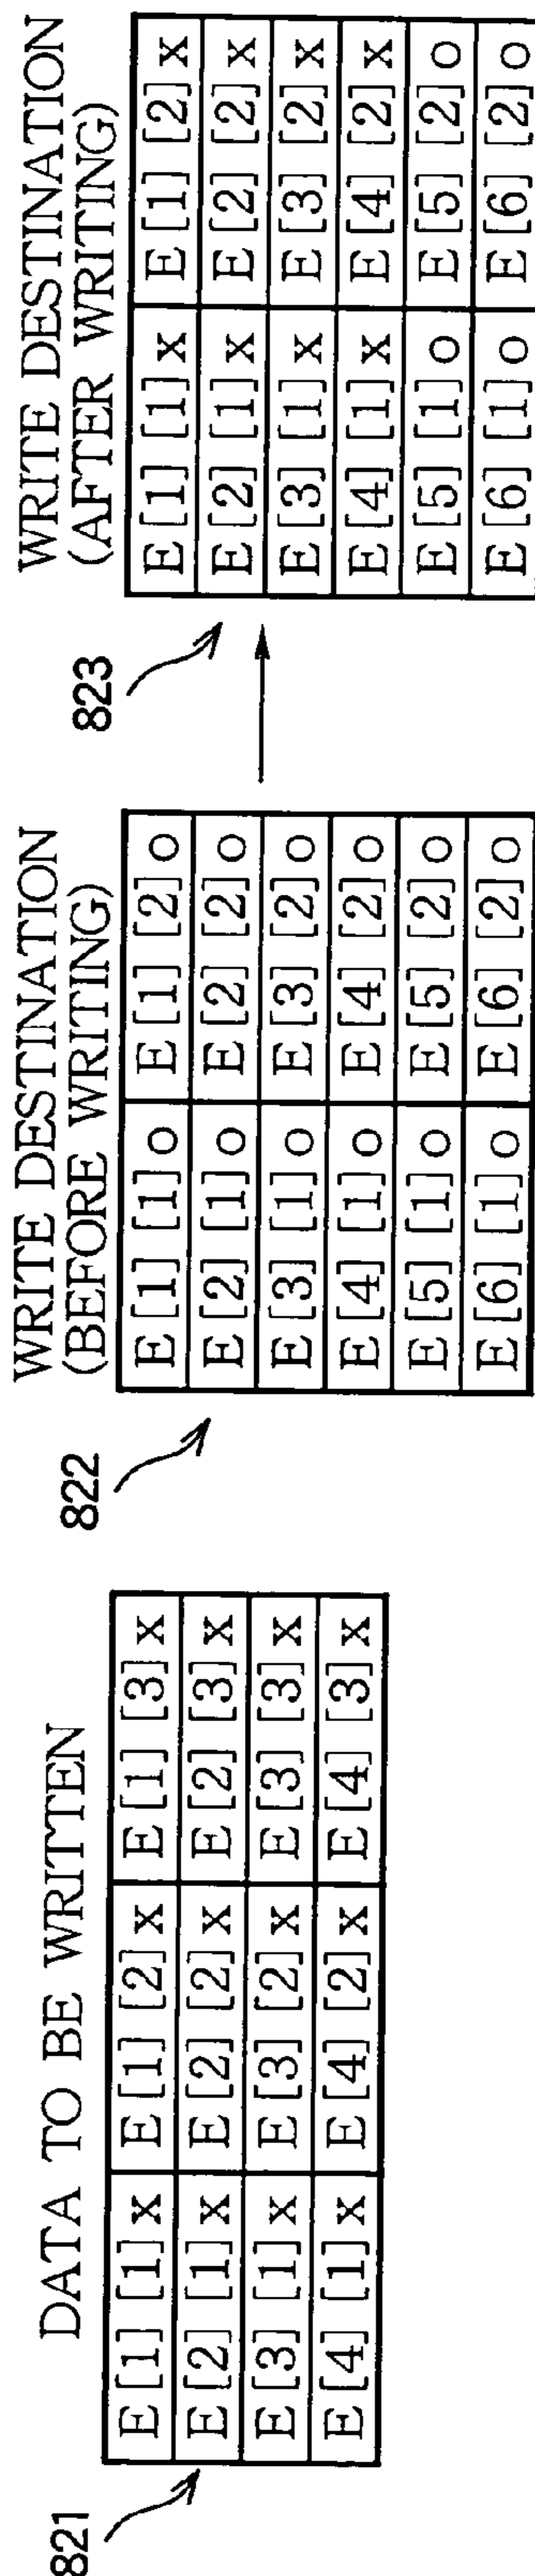 821
DATA TO BE WRITTEN
E [1] [1] x E [1] [2] x E [1] [3] x
E [2] [1] x E [2] [2] x E [2] [3] x
E [3] [1] x E [3] [2] x E [3] [3] x
E [4] [1] x E [4] [2] x E [4] [3] x
822
WRITE DESTINATION
(BEFORE WRITING)
E [1] [1] o E [1] [2] o
E [2] [1] o E [2] [2] o
E [3] [1] o E [3] [2] o
E [4] [1] o E [4] [2] o
E [5] [1] o E [5] [2] o
E [6] [1] o E [6] [2] o
823
WRITE DESTINATION
(AFTER WRITING)
E [1] [1] x E [1] [2] x
E [2] [1] x E [2] [2] x
E [3] [1] x E [3] [2] x
E [4] [1] x E [4] [2] x
E [5] [1] o E [5] [2] o
E [6] [1] o E [6] [2] o